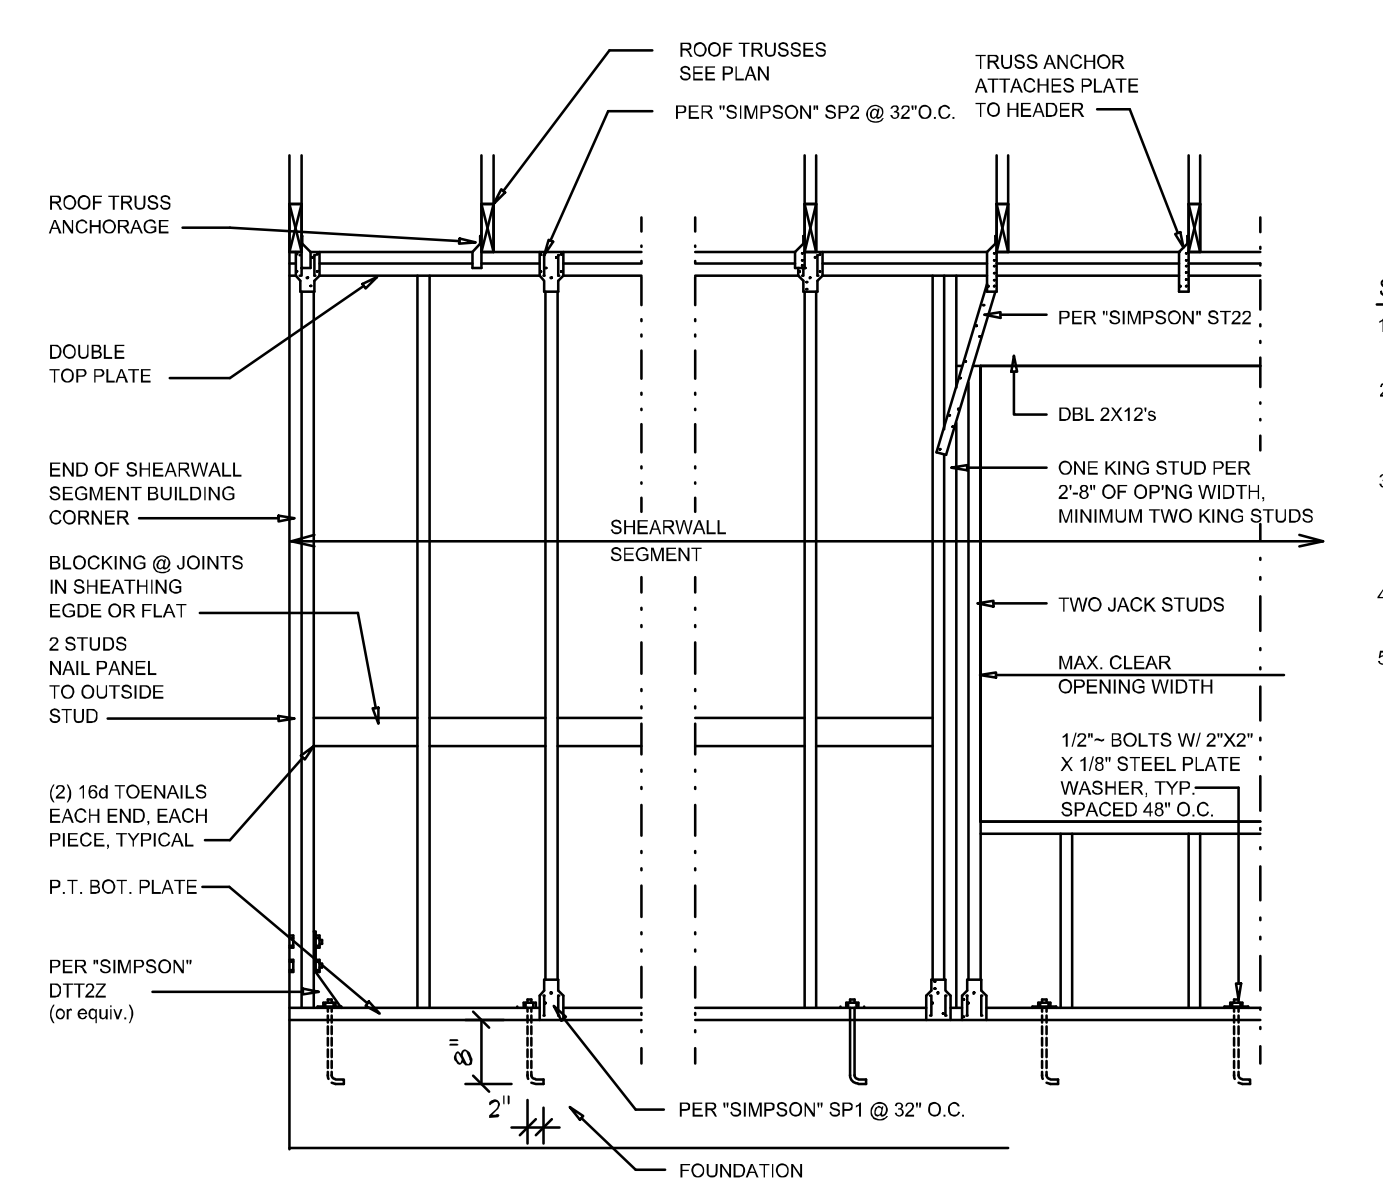 ROOF TRUSSES
SEE PLAN
PER "SIMPSON" SP2 @ 32"O.C.
TRUSS ANCHOR
ATTACHES PLATE
TO HEADER
ROOF TRUSS
ANCHORAGE
DOUBLE
TOP PLATE
END OF SHEARWALL
SEGMENT BUILDING
CORNER
BLOCKING @ JOINTS
IN SHEATHING
EGDE OR FLAT
2 STUDS
NAIL PANEL
TO OUTSIDE
STUD
(2) 16d TOENAILS
EACH END, EACH
PIECE, TYPICAL
P.T. BOT. PLATE
PER "SIMPSON"
DTT2Z
(or equiv.)
SHEARWALL
SEGMENT
PER "SIMPSON" ST22
DBL 2X12's
ONE KING STUD PER
2'-8" OF OP'NG WIDTH,
MINIMUM TWO KING STUDS
TWO JACK STUDS
MAX. CLEAR
OPENING WIDTH
1/2"~ BOLTS W/ 2"X2"
X 1/8" STEEL PLATE
WASHER, TYP.
SPACED 48" O.C.
8"
2"
PER "SIMPSON" SP1 @ 32" O.C.
FOUNDATION